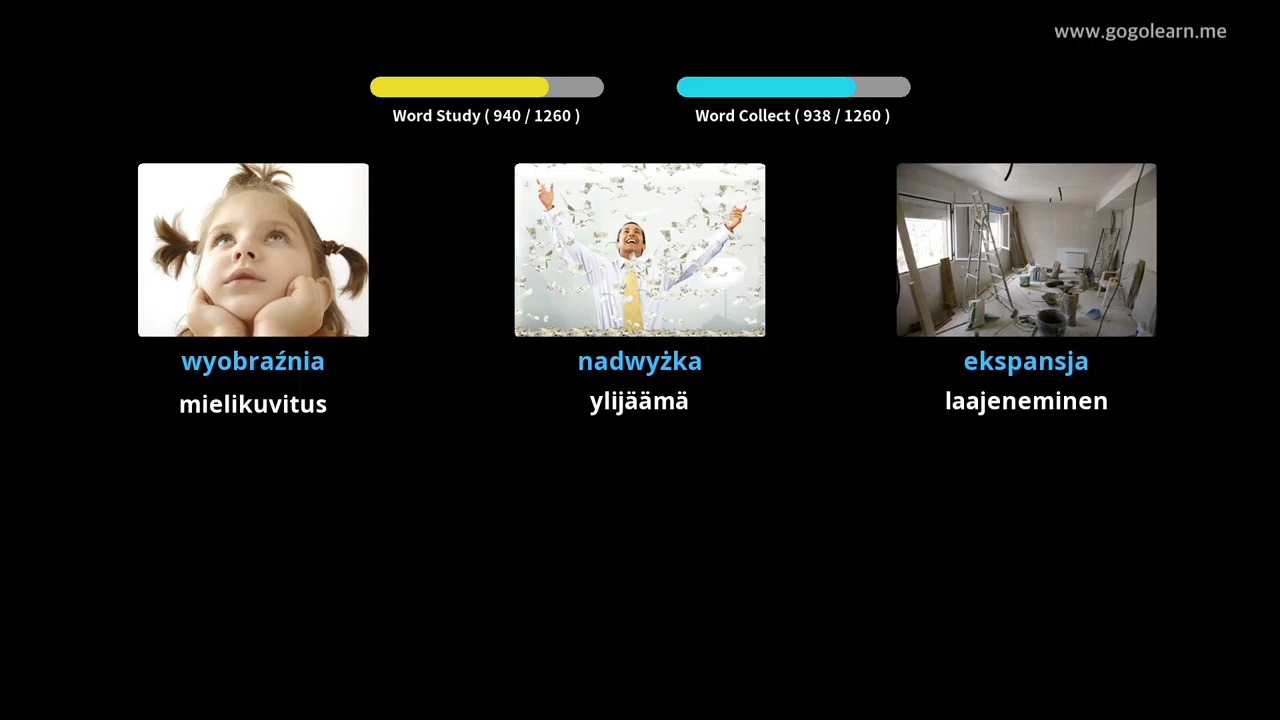 www.gogolearn.me
Word Study ( 940 / 1260 )
Word Collect ( 938 / 1260 )
wyobraźnia
mielikuvitus
nadwyżka
ylijäämä
ekspansja
laajeneminen